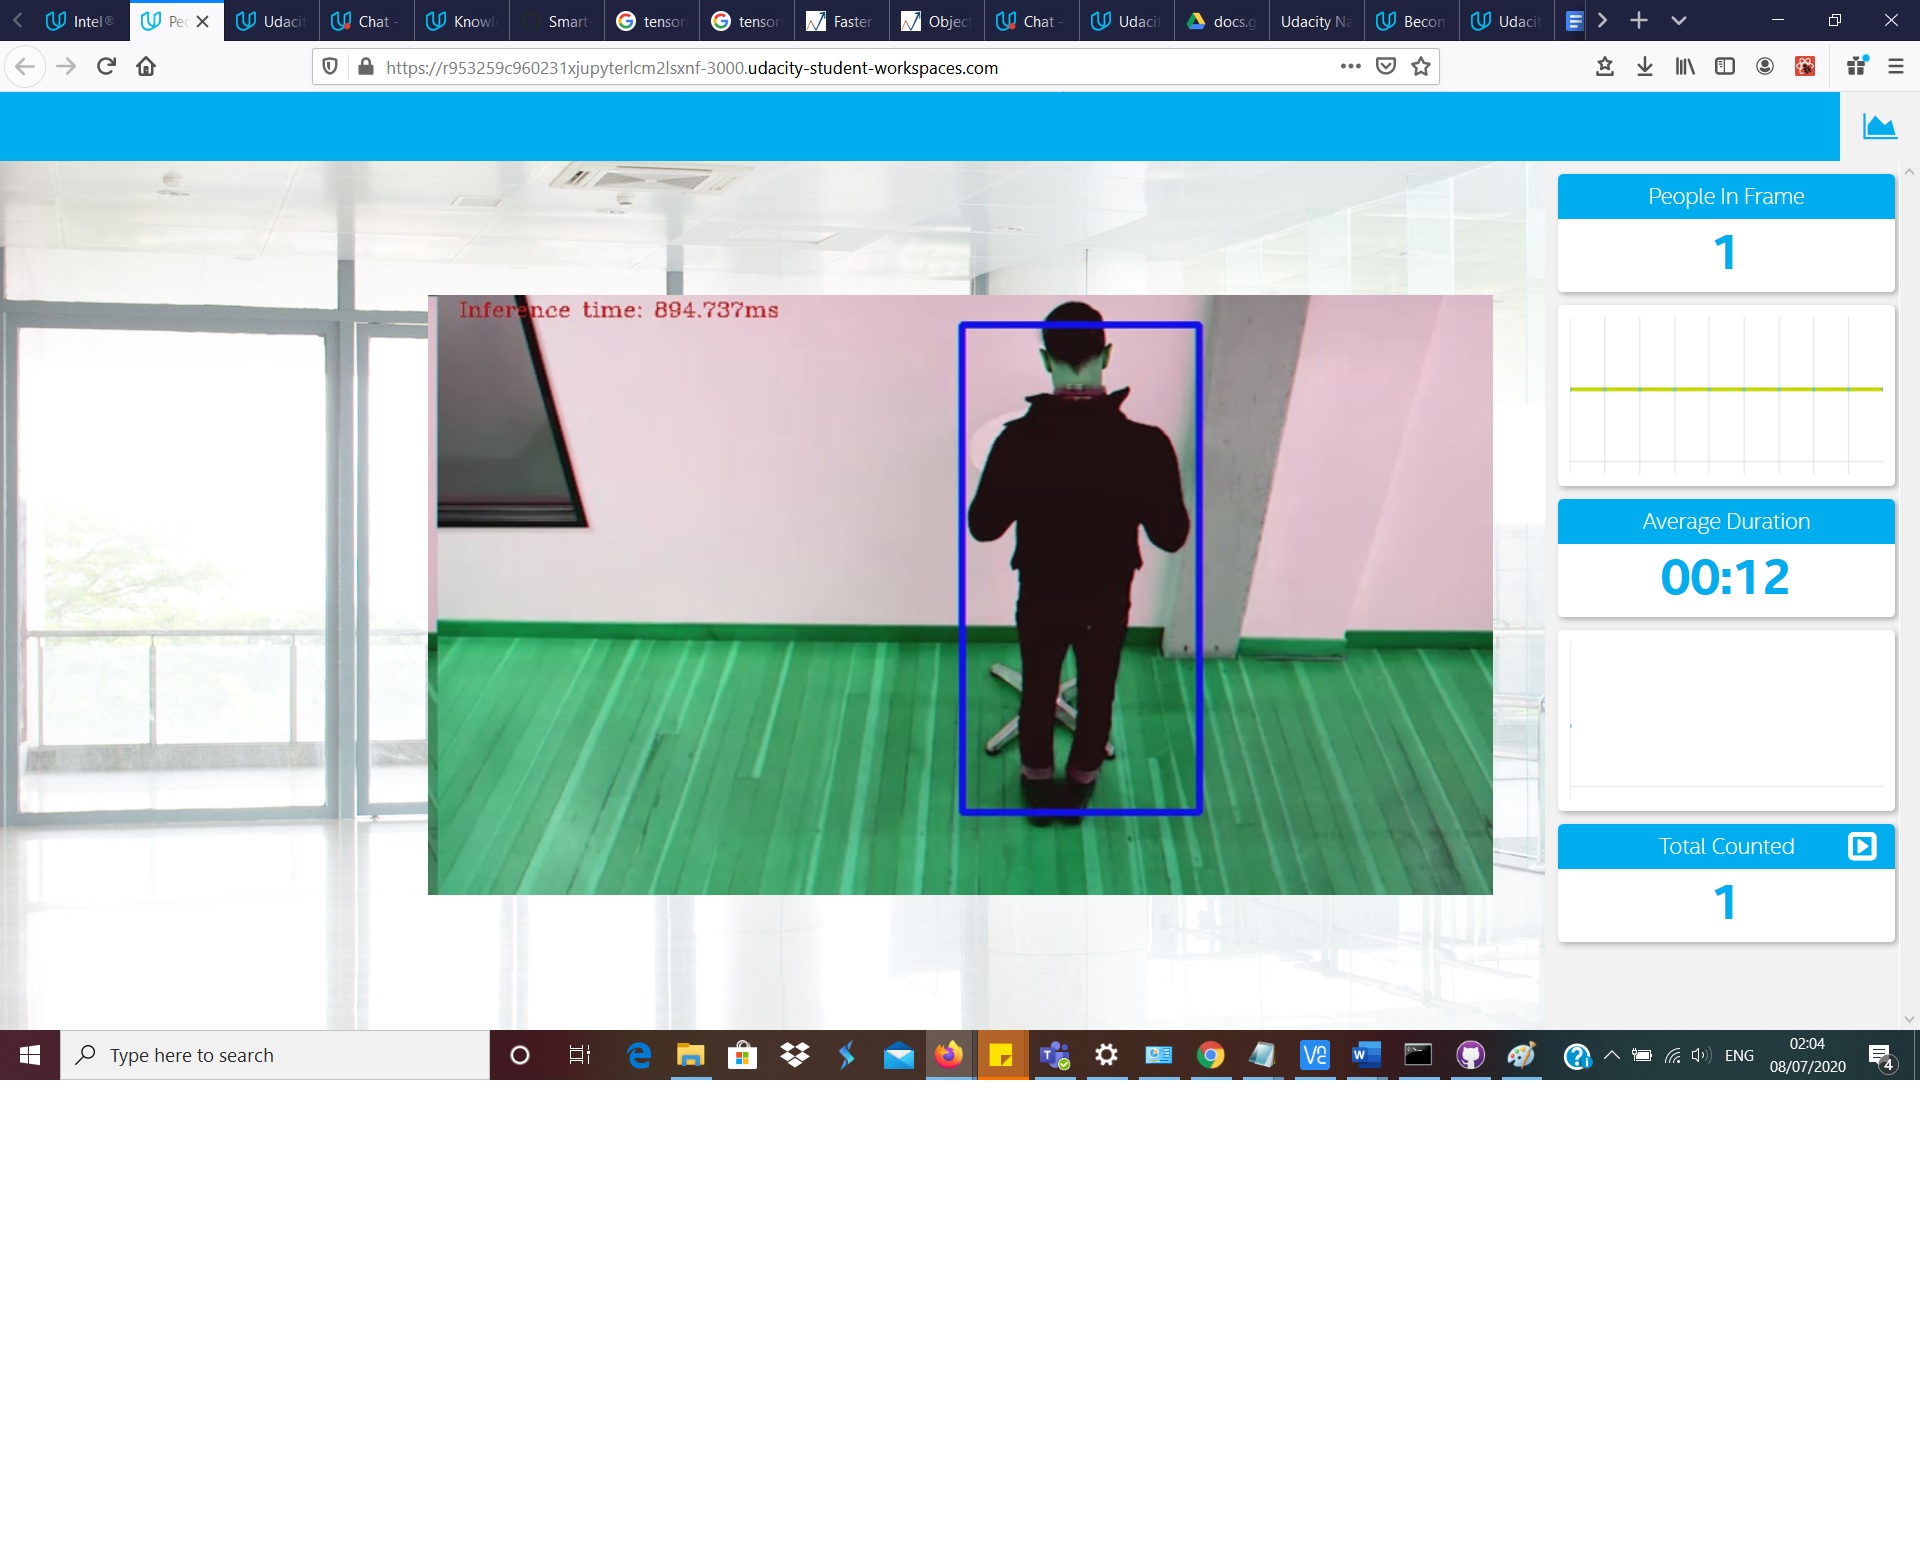 Intel®
Pec
Udacit
Chat -
Knowl
Smart-
tensor
tensor
Faster
Object
Chat -
Udacit
docs.g
Udacity Na
Becom
Udacit
https://r953259c960231xjupyterlcm2lsxnf-3000.udacity-student-workspaces.com
People In Frame
1
Inference time: 894.737ms
Average Duration
00:12
Total Counted
1
Type here to search
ENG
02:04
08/07/2020
4